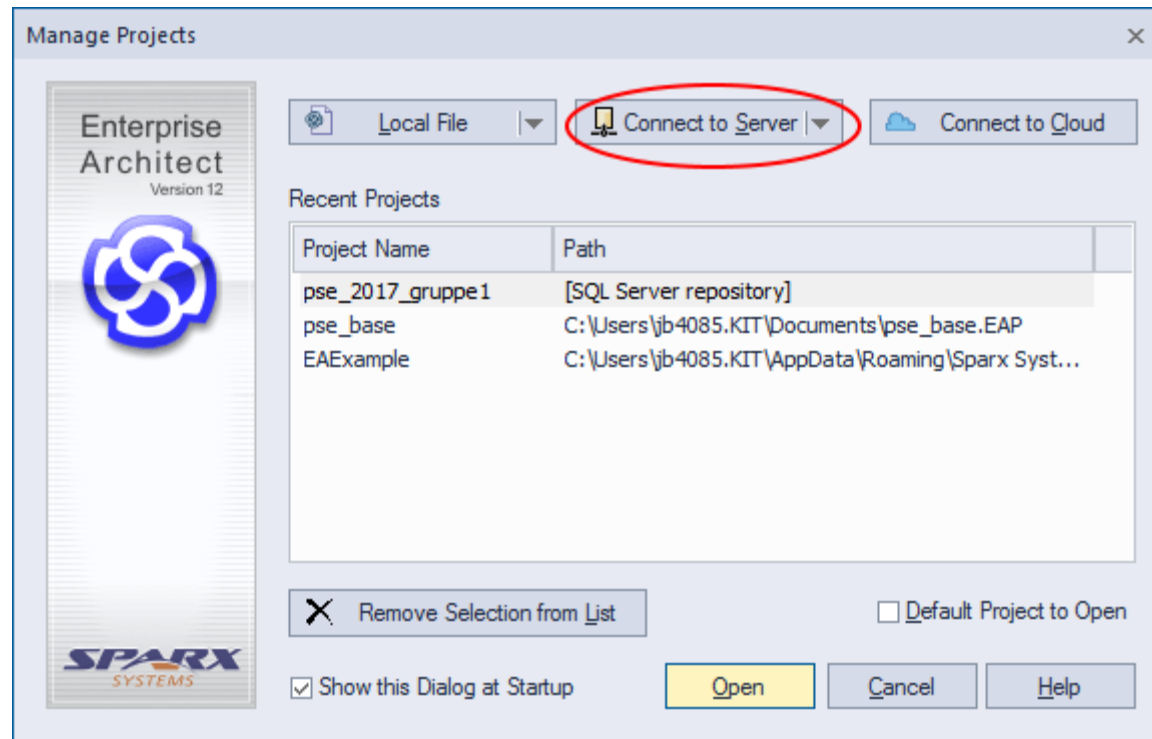 Manage Projects
Enterprise
Architect
Version 12
Local File
Connect to Server
Connect to Cloud
Recent Projects
Project Name Path
pse_2017_gruppe1 [SQL Server repository]
pse_base C:\Users\jb4085.KIT\Documents\pse_base.EAP
EAExample C:\Users\jb4085.KIT\AppData\Roaming\Sparx Syst...
Remove Selection from List
Default Project to Open
SPARX
SYSTEMS
Show this Dialog at Startup
Open
Cancel
Help